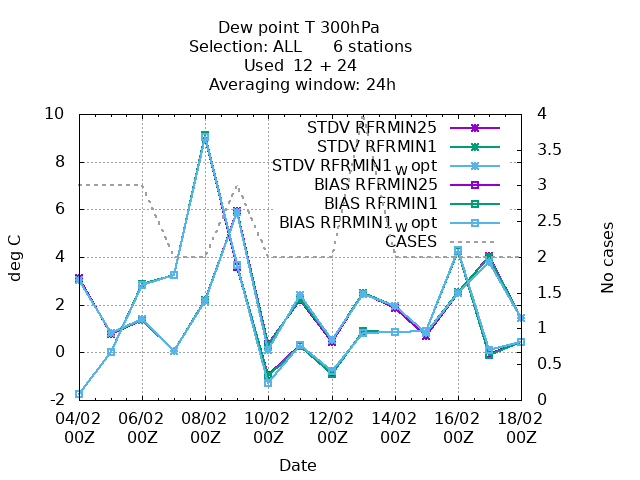 Dew point T 300hPa
Selection: ALL 6 stations
Used 12 + 24
Averaging window: 24h
10
8
6
4
2
0
-2
4
3.5
3
2.5
2
1.5
1
0.5
0
deg C
No cases
STDV RFRMIN25
STDV RFRMIN1
STDV RFRMIN1_w opt
BIAS RFRMIN25
BIAS RFRMIN1
BIAS RFRMIN1_w opt
CASES
04/02 06/02 08/02 10/02 12/02 14/02 16/02 18/02
00Z 00Z 00Z 00Z 00Z 00Z 00Z 00Z
Date